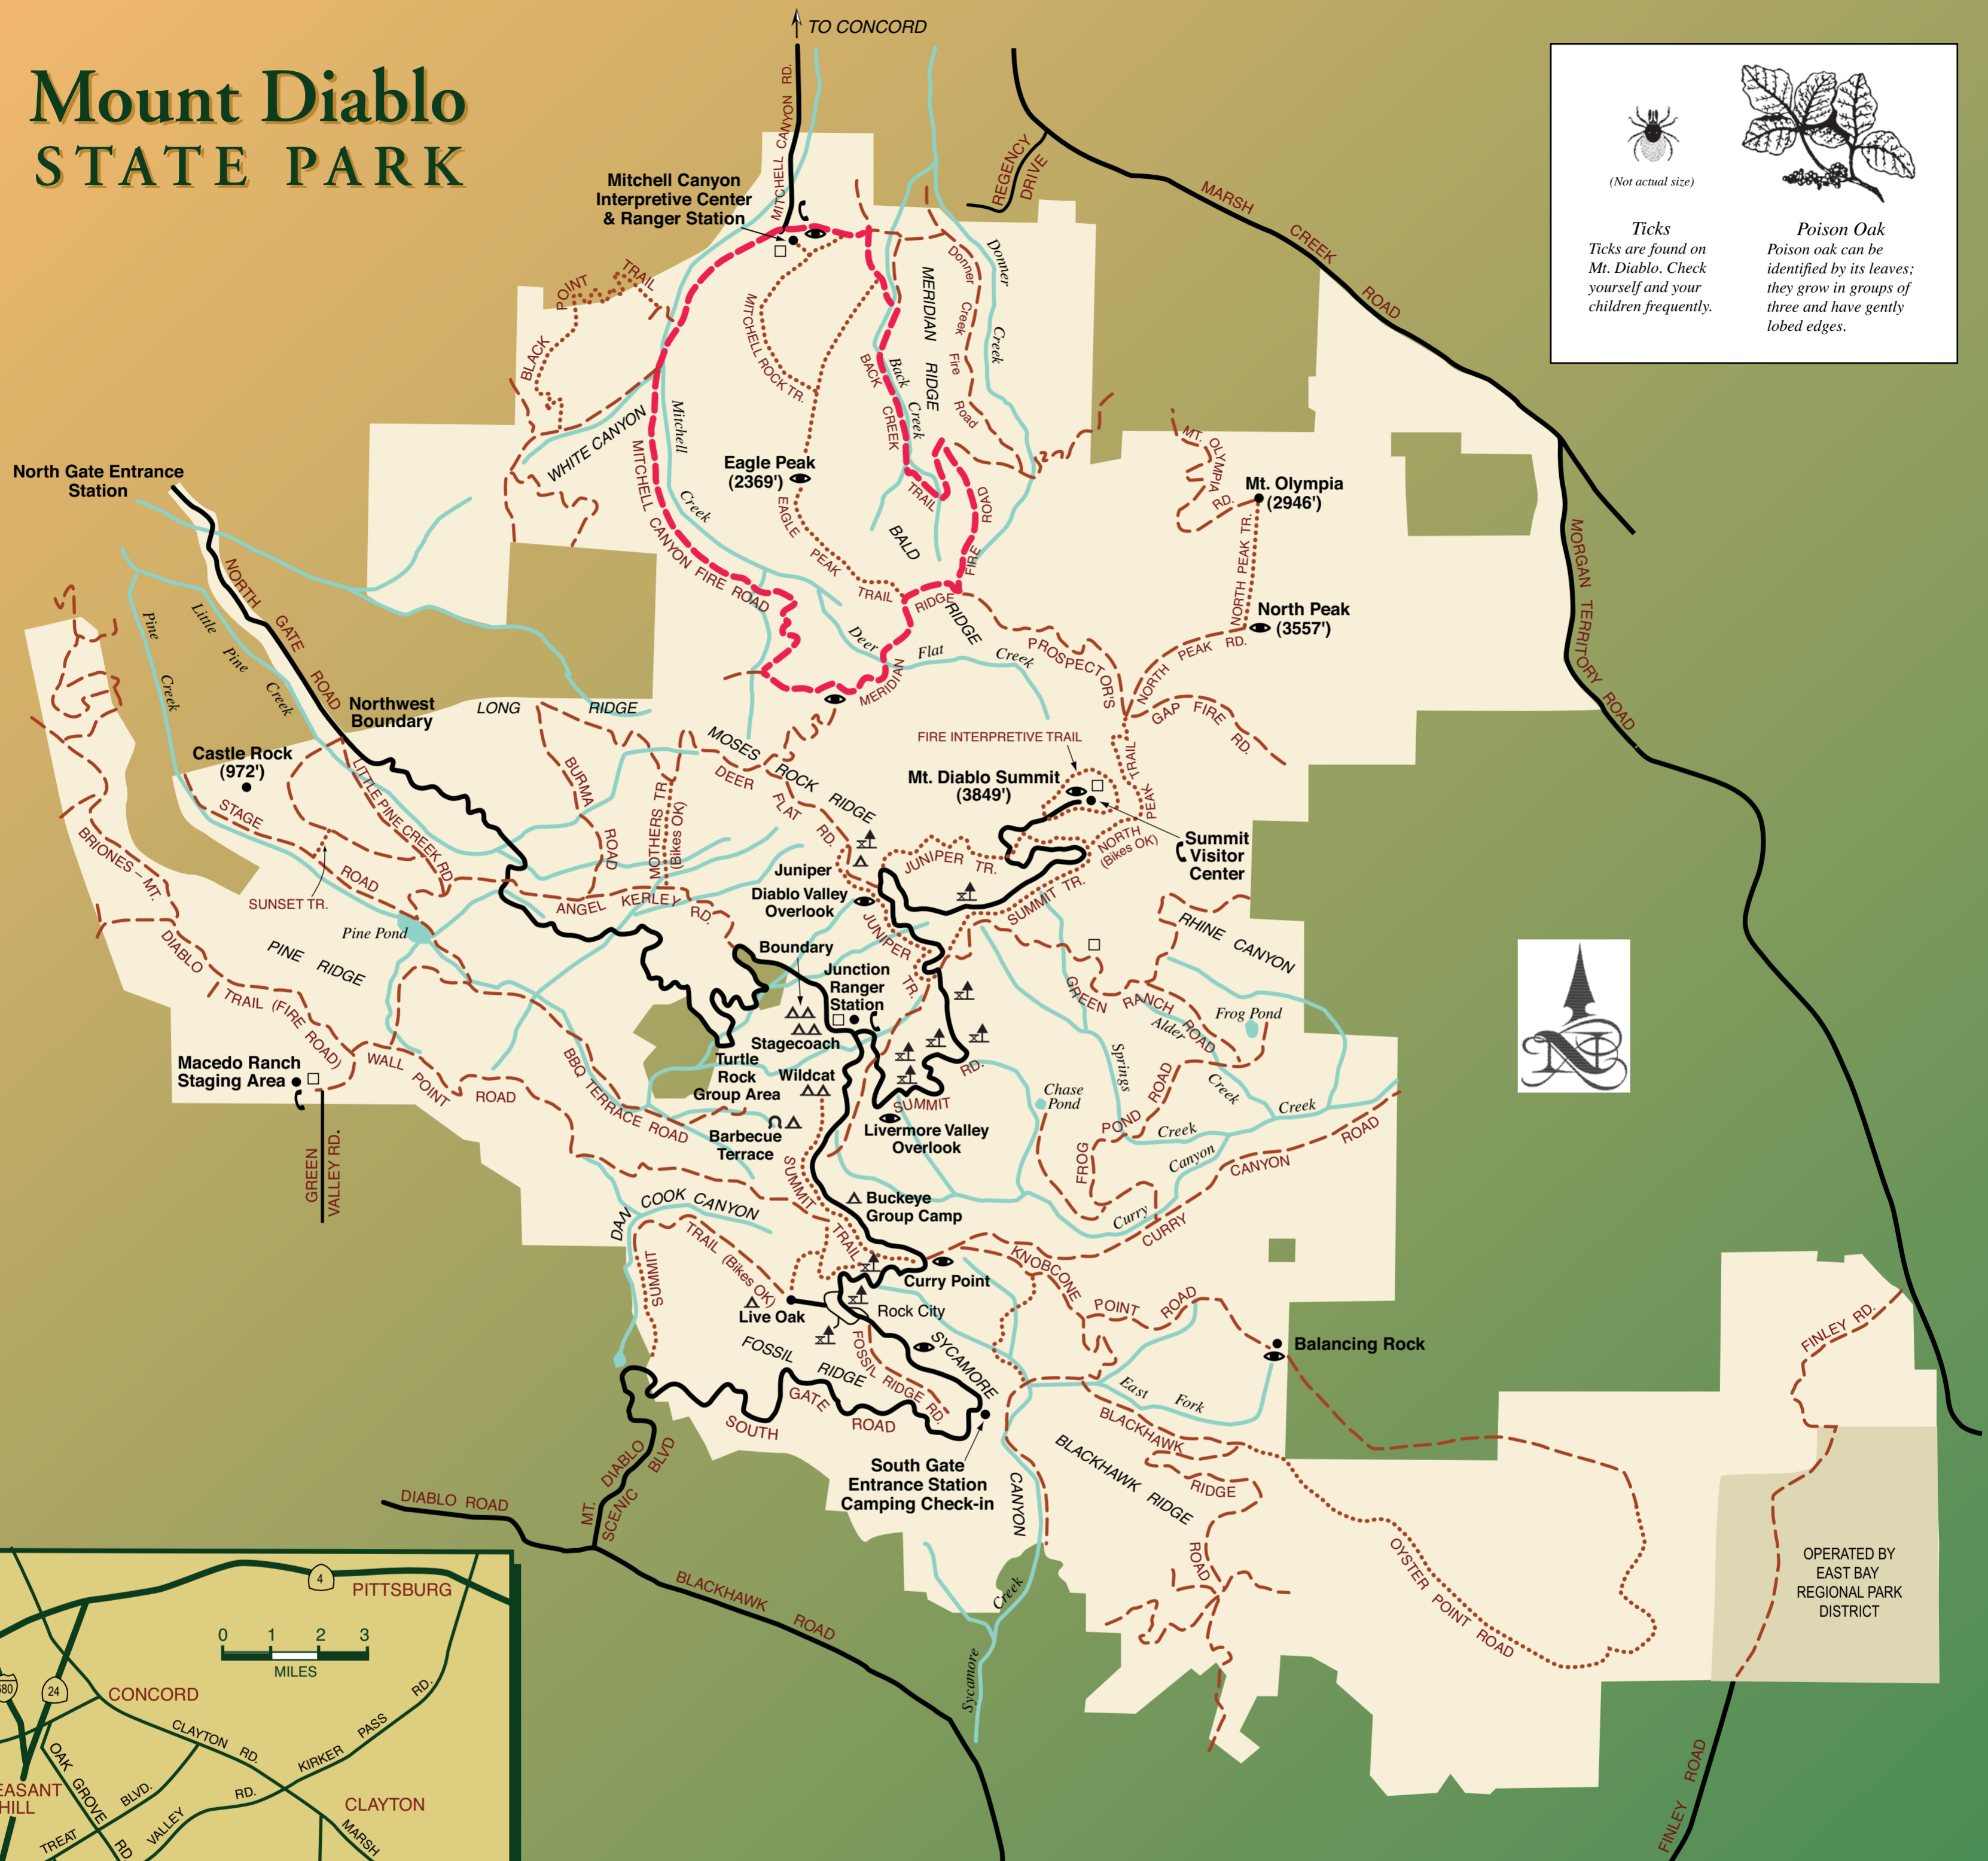 Mount Diablo
STATE PARK
TO CONCORD
MITCHELL CANYON RD.
Mitchell Canyon
Interpretive Center
& Ranger Station
REGENCY
DRIVE
MARSH CREEK ROAD
(Not actual size)
Ticks
Ticks are found on
Mt. Diablo. Check
yourself and your
children frequently.
Poison Oak
Poison oak can be
identified by its leaves;
they grow in groups of
three and have gently
lobed edges.
BLACK POINT TRAIL
MITCHELL ROCK TR.
MERIDIAN RIDGE
Donner Creek Fire Road
Donner Creek
BACK CREEK TRAIL
Back Creek
WHITE CANYON
Mitchell Creek
MITCHELL CANYON FIRE ROAD
Eagle Peak
(2369')
EAGLE PEAK TRAIL
BALD RIDGE
MERIDIAN RIDGE FIRE ROAD
MT. OLYMPIA RD.
Mt. Olympia
(2946')
NORTH PEAK TR.
North Peak
(3557')
NORTH PEAK RD.
PROSPECTOR'S
GAP FIRE RD.
Deer Flat Creek
MORGAN TERRITORY ROAD
North Gate Entrance
Station
NORTH GATE ROAD
Pine Creek
Little Pine Creek
Northwest
Boundary
LONG RIDGE
Castle Rock
(972')
STAGE ROAD
LITTLE PINE CREEK RD.
SUNSET TR.
BURMA ROAD
MOTHERS TR.
(Bikes OK)
MOSES ROCK RIDGE
DEER FLAT RD.
FIRE INTERPRETIVE TRAIL
Mt. Diablo Summit
(3849')
NORTH PEAK TRAIL
(Bikes OK)
Summit
Visitor
Center
JUNIPER TR.
SUMMIT TR.
Juniper
Diablo Valley
Overlook
JUNIPER TR.
BRIONES – MT. DIABLO TRAIL (FIRE ROAD)
Pine Pond
PINE RIDGE
ANGEL KERLEY RD.
Boundary
Junction
Ranger
Station
Stagecoach
Turtle
Rock
Group Area
Wildcat
RHINE CANYON
GREEN RANCH ROAD
Alder Creek
Frog Pond
Springs Creek
Macedo Ranch
Staging Area
WALL POINT ROAD
BBQ TERRACE ROAD
Barbecue
Terrace
SUMMIT RD.
Livermore Valley
Overlook
Chase
Pond
FROG POND ROAD
Creek
Curry Canyon
CURRY CANYON ROAD
GREEN
VALLEY RD.
DAN COOK CANYON
SUMMIT TRAIL
Buckeye
Group Camp
SUMMIT TRAIL (Bikes OK)
Curry Point
KNOBCONE POINT ROAD
Live Oak
Rock City
Balancing Rock
FINLEY RD.
FOSSIL RIDGE
FOSSIL RIDGE RD.
SYCAMORE CANYON
SOUTH GATE ROAD
East Fork
BLACKHAWK RIDGE ROAD
BLACKHAWK RIDGE
South Gate
Entrance Station
Camping Check-in
MT. DIABLO
SCENIC BLVD
DIABLO ROAD
BLACKHAWK ROAD
Sycamore Creek
OYSTER POINT ROAD
OPERATED BY
EAST BAY
REGIONAL PARK
DISTRICT
FINLEY ROAD
4
PITTSBURG
0 1 2 3
MILES
680
24
CONCORD
CLAYTON RD.
KIRKER PASS RD.
OAK GROVE RD
TREAT BLVD.
VALLEY RD.
EASANT
HILL
CLAYTON
MARSH